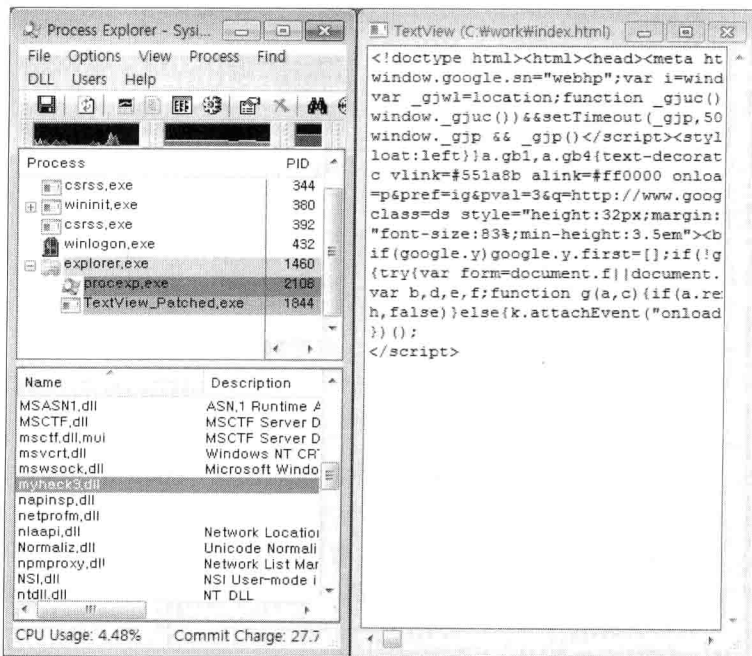 Process Explorer - Sysi...
File Options View Process Find
DLL Users Help
Process PID
csrss,exe 344
wininit,exe 380
csrss,exe 392
winlogon,exe 432
explorer,exe 1460
procexp,exe 2108
TextView_Patched,exe 1844
Name Description
MSASN1,dll ASN,1 Runtime A
MSCTF,dll MSCTF Server D
msctf,dll,mui MSCTF Server D
msvcrt,dll Windows NT CR
mswsock,dll Microsoft Windo
myhack3,dll
napinsp,dll
netprofm,dll
nlaapi,dll Network Location
Normaliz,dll Unicode Normali
npmproxy,dll Network List Mar
NSI,dll NSI User-mode i
ntdll,dll NT DLL
CPU Usage: 4.48% Commit Charge: 27.7
TextView (C:₩work₩index.html)
<!doctype html><html><head><meta ht
window.google.sn="webhp";var i=wind
var _gjwl=location;function _gjuc()
window._gjuc())&&setTimeout(_gjp,50
window._gjp && _gjp()</script><styl
loat:left}}a.gb1,a.gb4{text-decorat
c vlink=#551a8b alink=#ff0000 onloa
=p&pref=ig&pval=3&q=http://www.goog
class=ds style="height:32px;margin:
"font-size:83%;min-height:3.5em"><b
if(google.y)google.y.first=[];if(!g
{try{var form=document.f||document.
var b,d,e,f;function g(a,c){if(a.re
h,false)}else{k.attachEvent("onload
})();
</script>